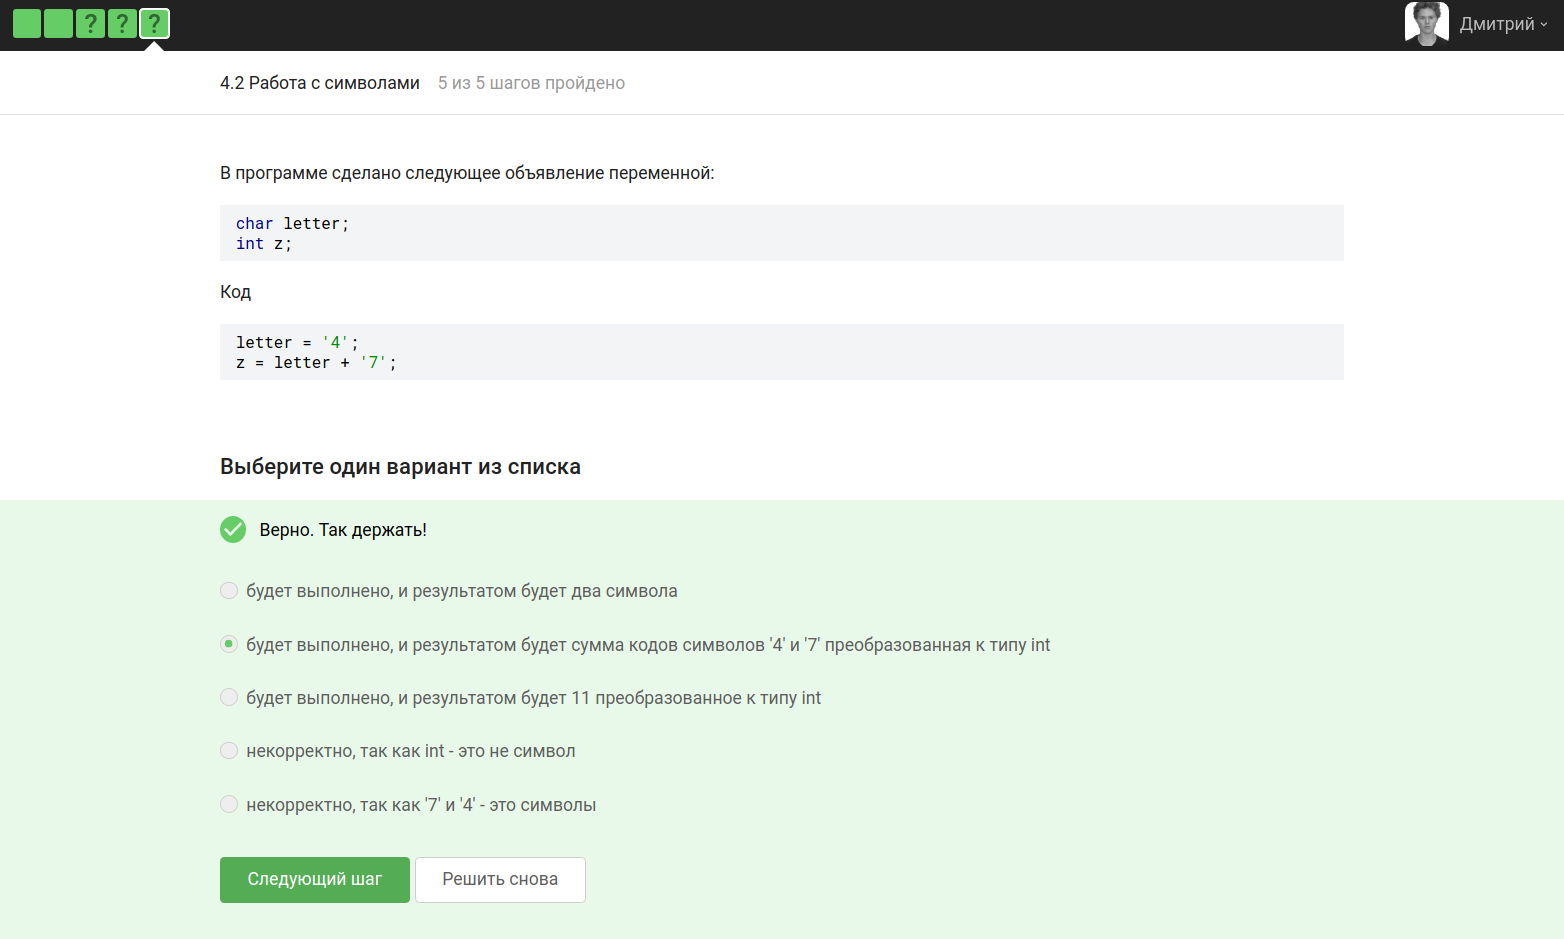 ? ? ?
Дмитрий
4.2 Работа с символами 5 из 5 шагов пройдено
В программе сделано следующее объявление переменной:
char letter;
int z;
Код
letter = '4';
z = letter + '7';
Выберите один вариант из списка
Верно. Так держать!
будет выполнено, и результатом будет два символа
будет выполнено, и результатом будет сумма кодов символов '4' и '7' преобразованная к типу int
будет выполнено, и результатом будет 11 преобразованное к типу int
некорректно, так как int - это не символ
некорректно, так как '7' и '4' - это символы
Следующий шаг Решить снова